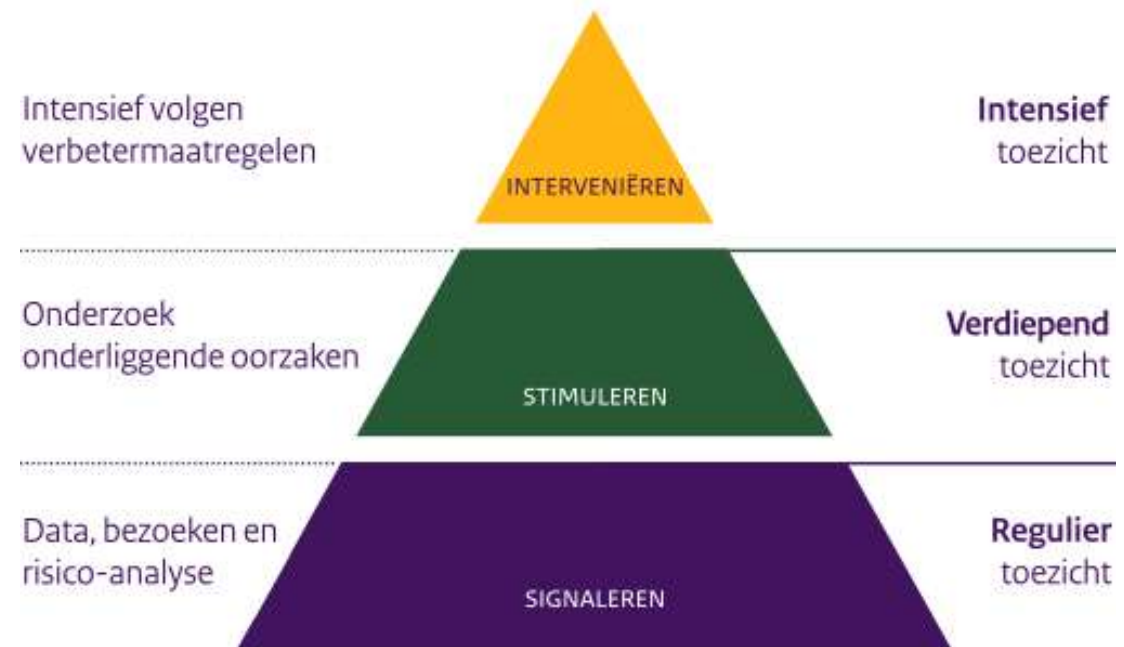 Intensief volgen
verbetermaatregelen
INTERVENIËREN
Intensief
toezicht
Onderzoek
onderliggende oorzaken
STIMULEREN
Verdiepend
toezicht
Data, bezoeken en
risico-analyse
SIGNALEREN
Regulier
toezicht